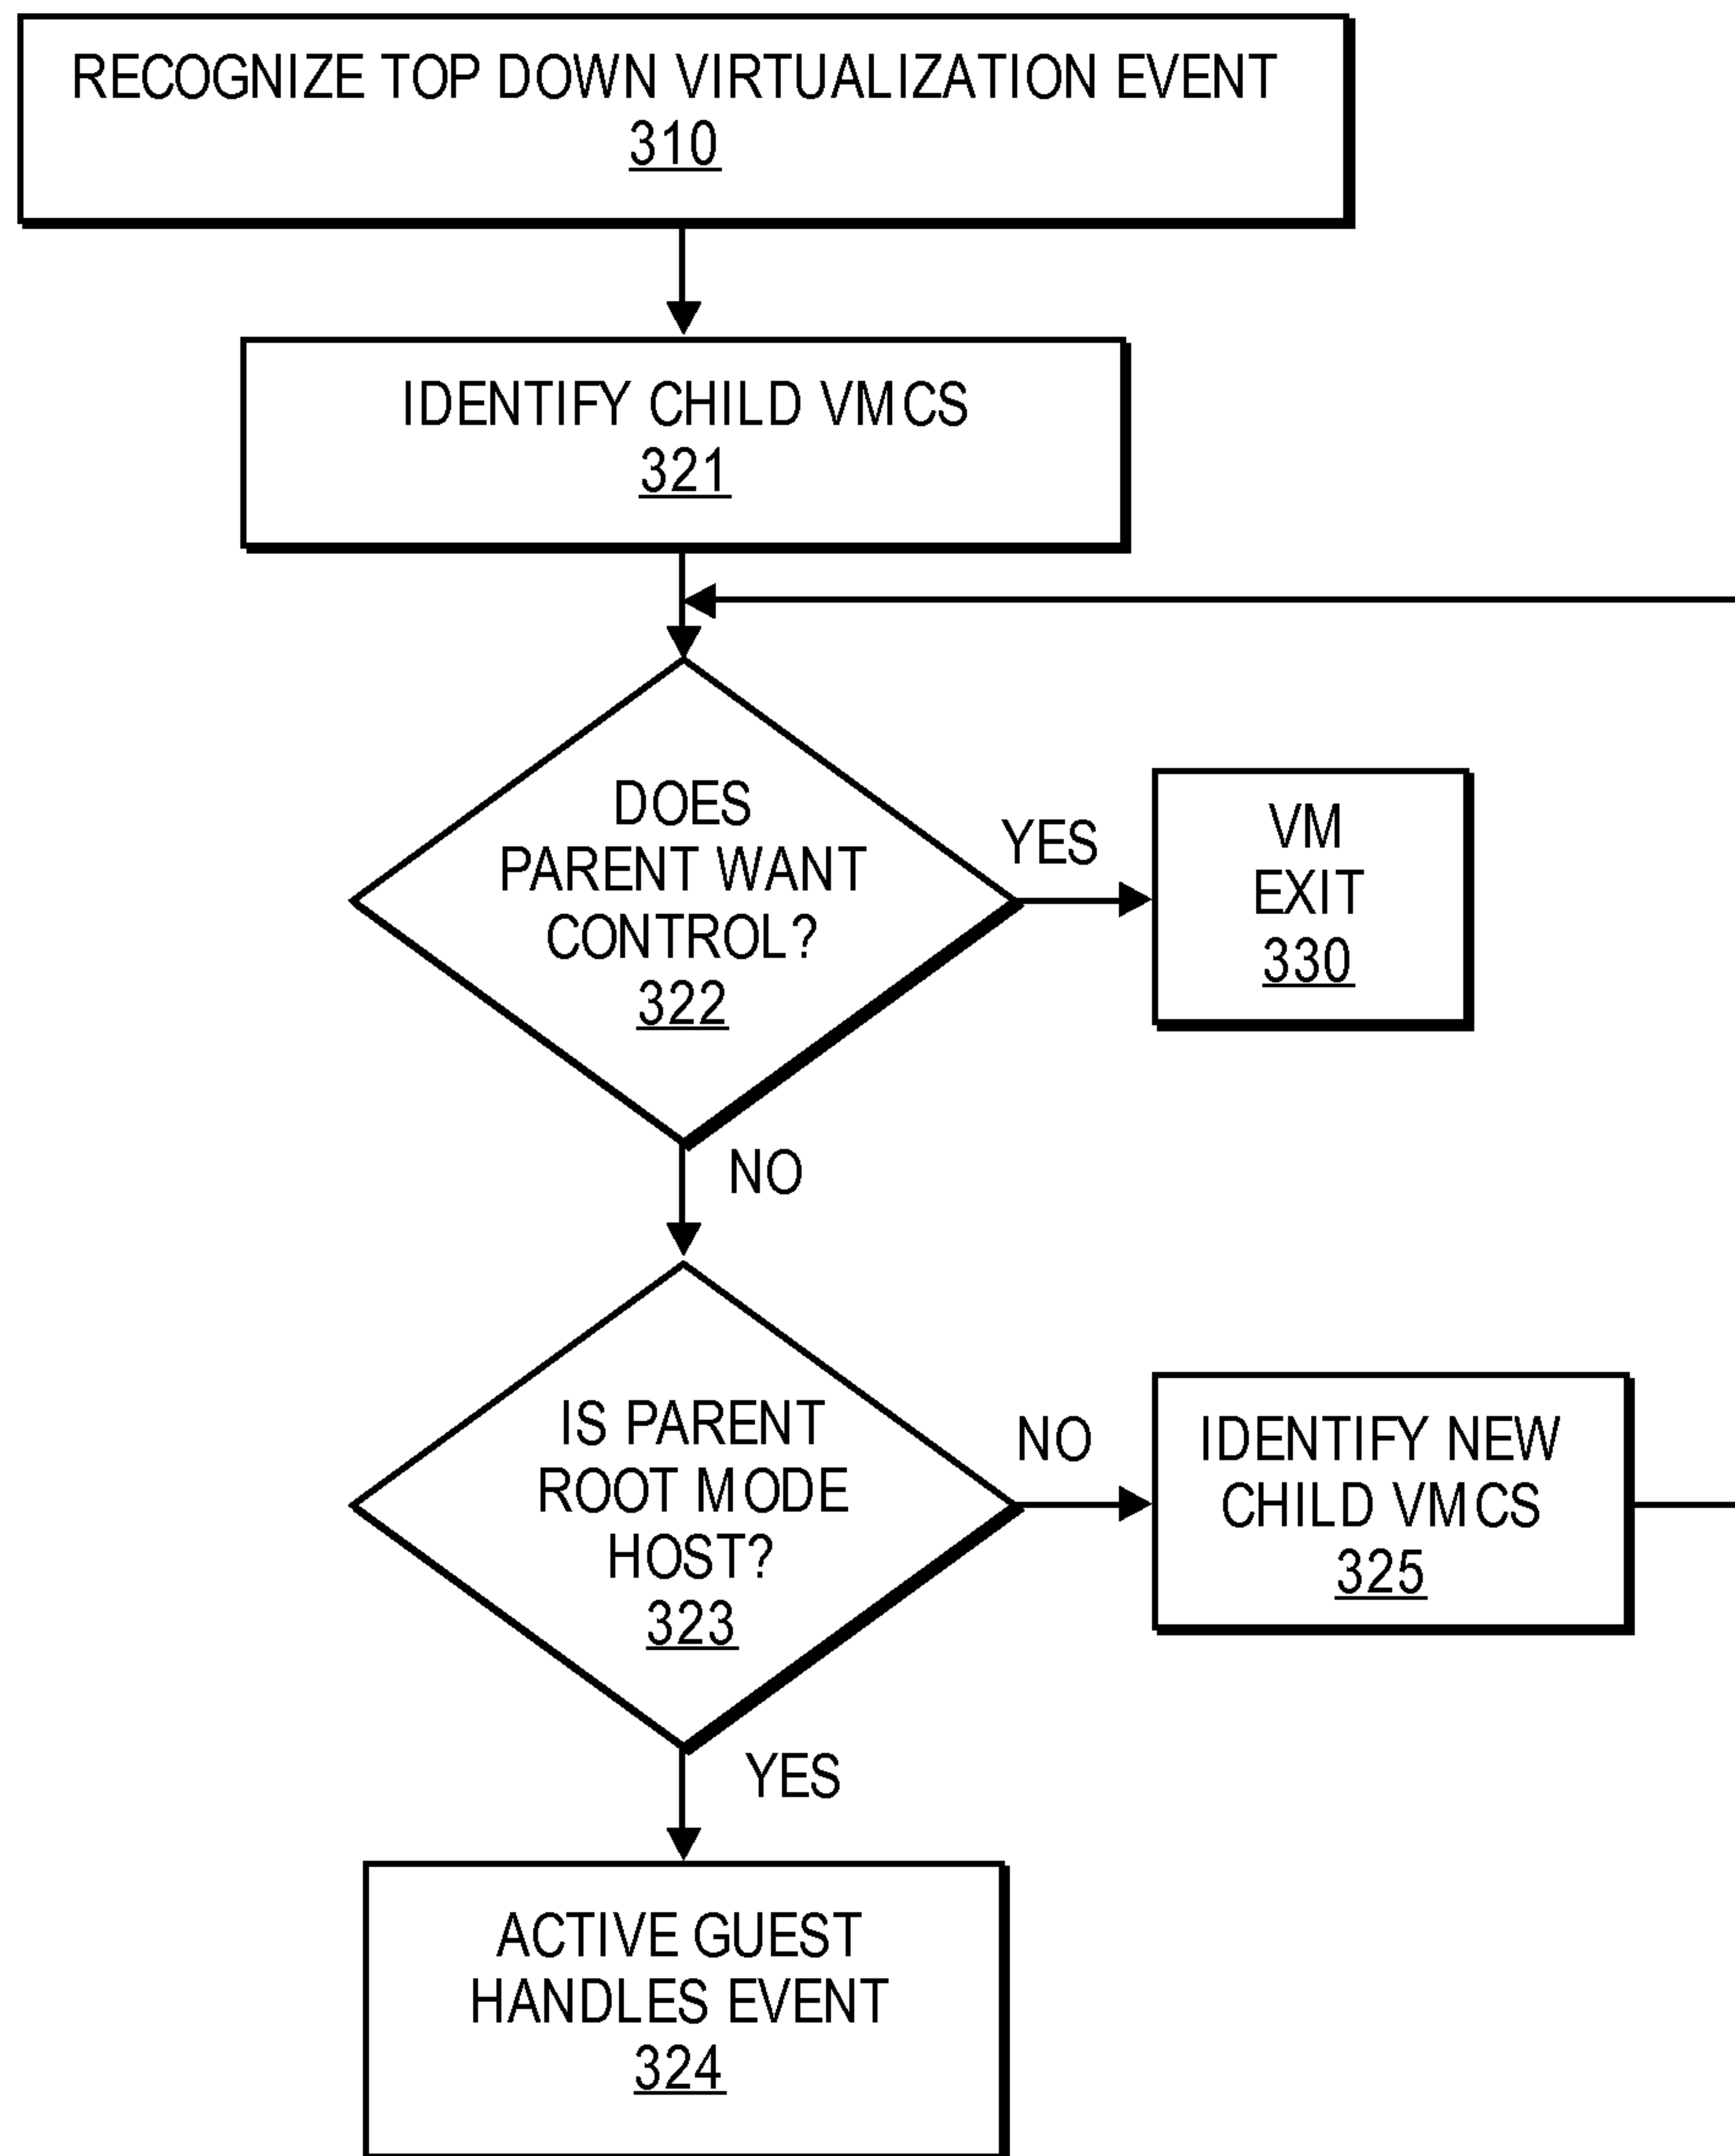 RECOGNIZE TOP DOWN VIRTUALIZATION EVENT
310
IDENTIFY CHILD VMCS
321
DOES
PARENT WANT
CONTROL?
322
YES
VM
EXIT
330
NO
IS PARENT
ROOT MODE
HOST?
323
NO
IDENTIFY NEW
CHILD VMCS
325
YES
ACTIVE GUEST
HANDLES EVENT
324